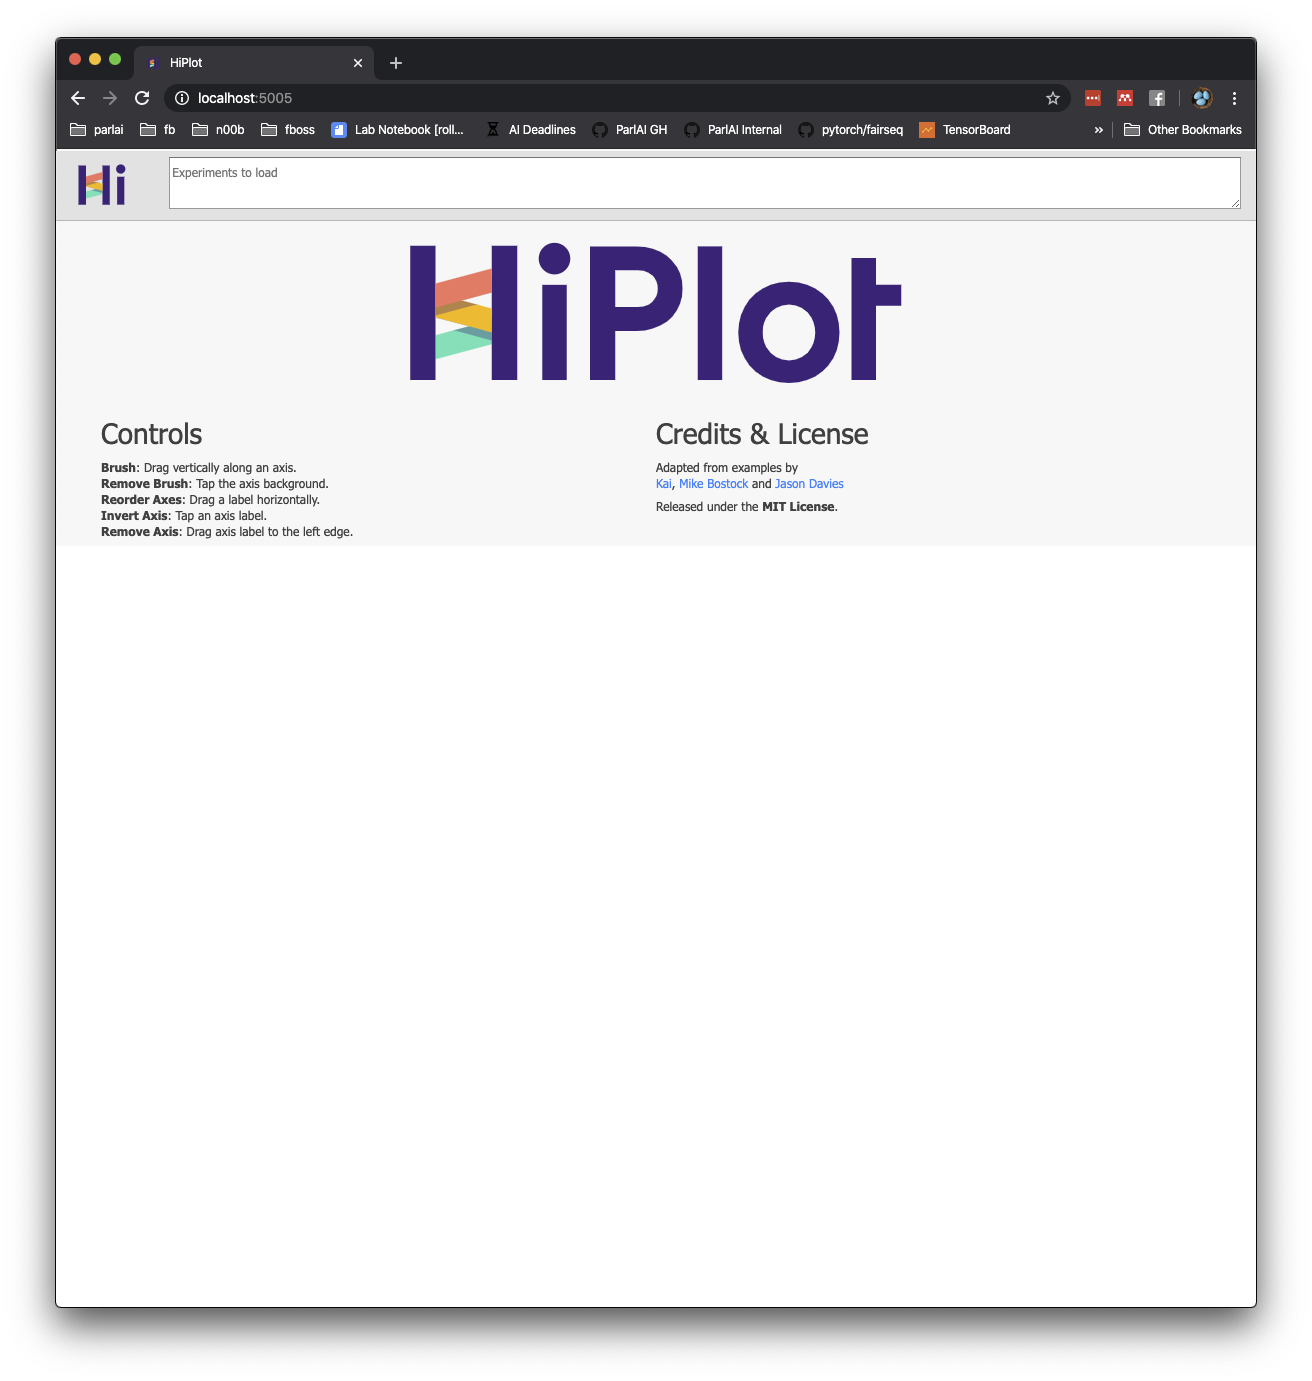 HiPlot
localhost:5005
parlai fb n00b fboss Lab Notebook [roll... AI Deadlines ParlAI GH ParlAI Internal pytorch/fairseq TensorBoard » Other Bookmarks
Hi
Experiments to load
HiPlot
Controls
Brush: Drag vertically along an axis.
Remove Brush: Tap the axis background.
Reorder Axes: Drag a label horizontally.
Invert Axis: Tap an axis label.
Remove Axis: Drag axis label to the left edge.
Credits & License
Adapted from examples by
Kai, Mike Bostock and Jason Davies
Released under the MIT License.